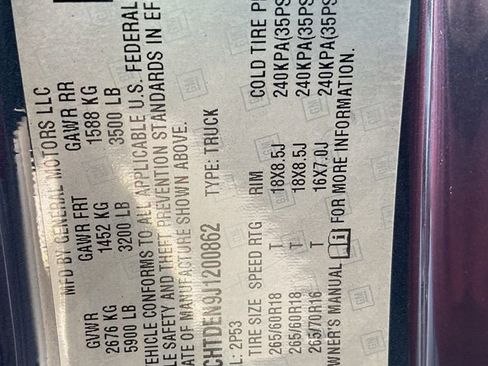 MFD BY GENERAL MOTORS LLC
GVWR GAWR FRT GAWR RR
2676 KG 1452 KG 1588 KG
5900 LB 3200 LB 3500 LB
VEHICLE CONFORMS TO ALL APPLICABLE U.S. FEDERAL
LE SAFETY AND THEFT PREVENTION STANDARDS IN EF
DATE OF MANUFACTURE SHOWN ABOVE.
CHTDEN9J1200862 TYPE: TRUCK
L: 2P53
TIRE SIZE SPEED RTG RIM COLD TIRE P
265/60R18 T 18X8.5J 240KPA(35PS
265/60R18 T 18X8.5J 240KPA(35PS
265/70R16 T 16X7.0J 240KPA(35PS
OWNER'S MANUAL FOR MORE INFORMATION.